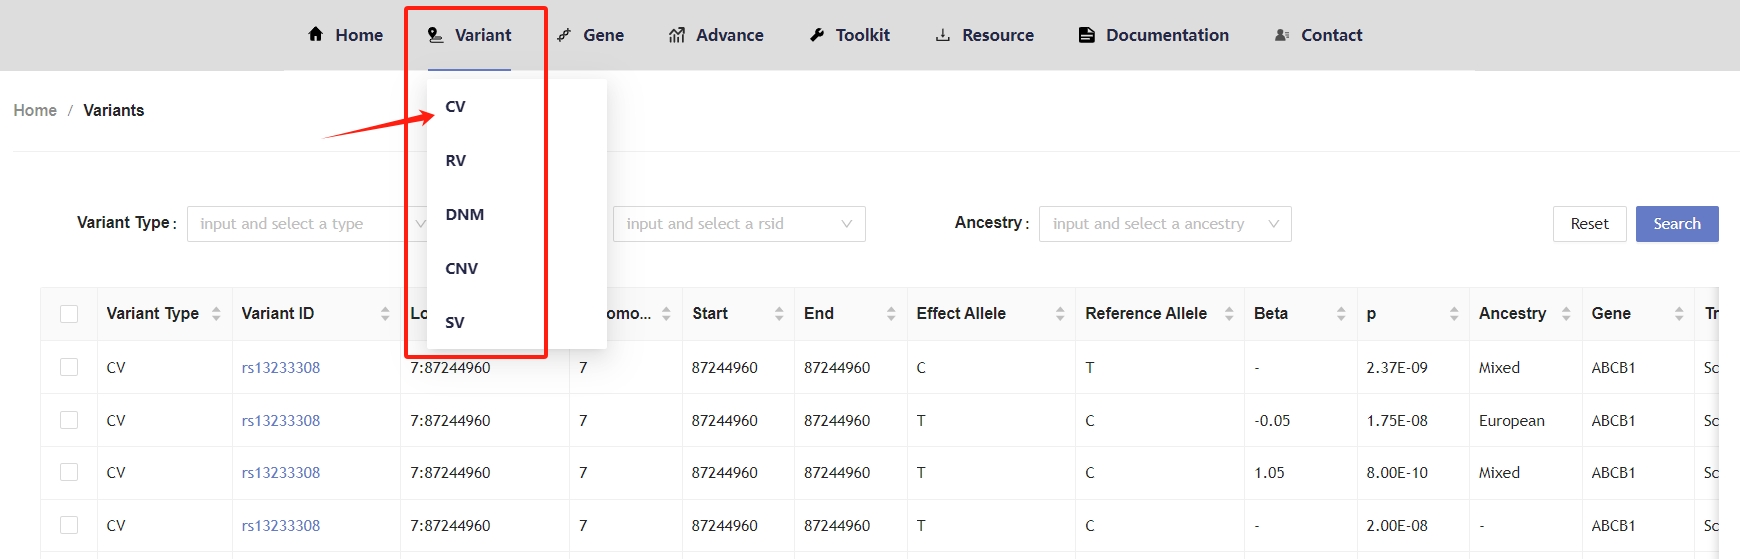 Home Variant Gene Advance Toolkit Resource Documentation Contact
Home / Variants
CV
RV
DNM
CNV
SV
Variant Type : input and select a type input and select a rsid Ancestry : input and select a ancestry Reset Search
Variant Type Variant ID Lo omo... Start End Effect Allele Reference Allele Beta p Ancestry Gene Tr
CV rs13233308 7:87244960 7 87244960 87244960 C T - 2.37E-09 Mixed ABCB1 Sc
CV rs13233308 7:87244960 7 87244960 87244960 T C -0.05 1.75E-08 European ABCB1 Sc
CV rs13233308 7:87244960 7 87244960 87244960 T C 1.05 8.00E-10 Mixed ABCB1 Sc
CV rs13233308 7:87244960 7 87244960 87244960 T C - 2.00E-08 - ABCB1 Sc